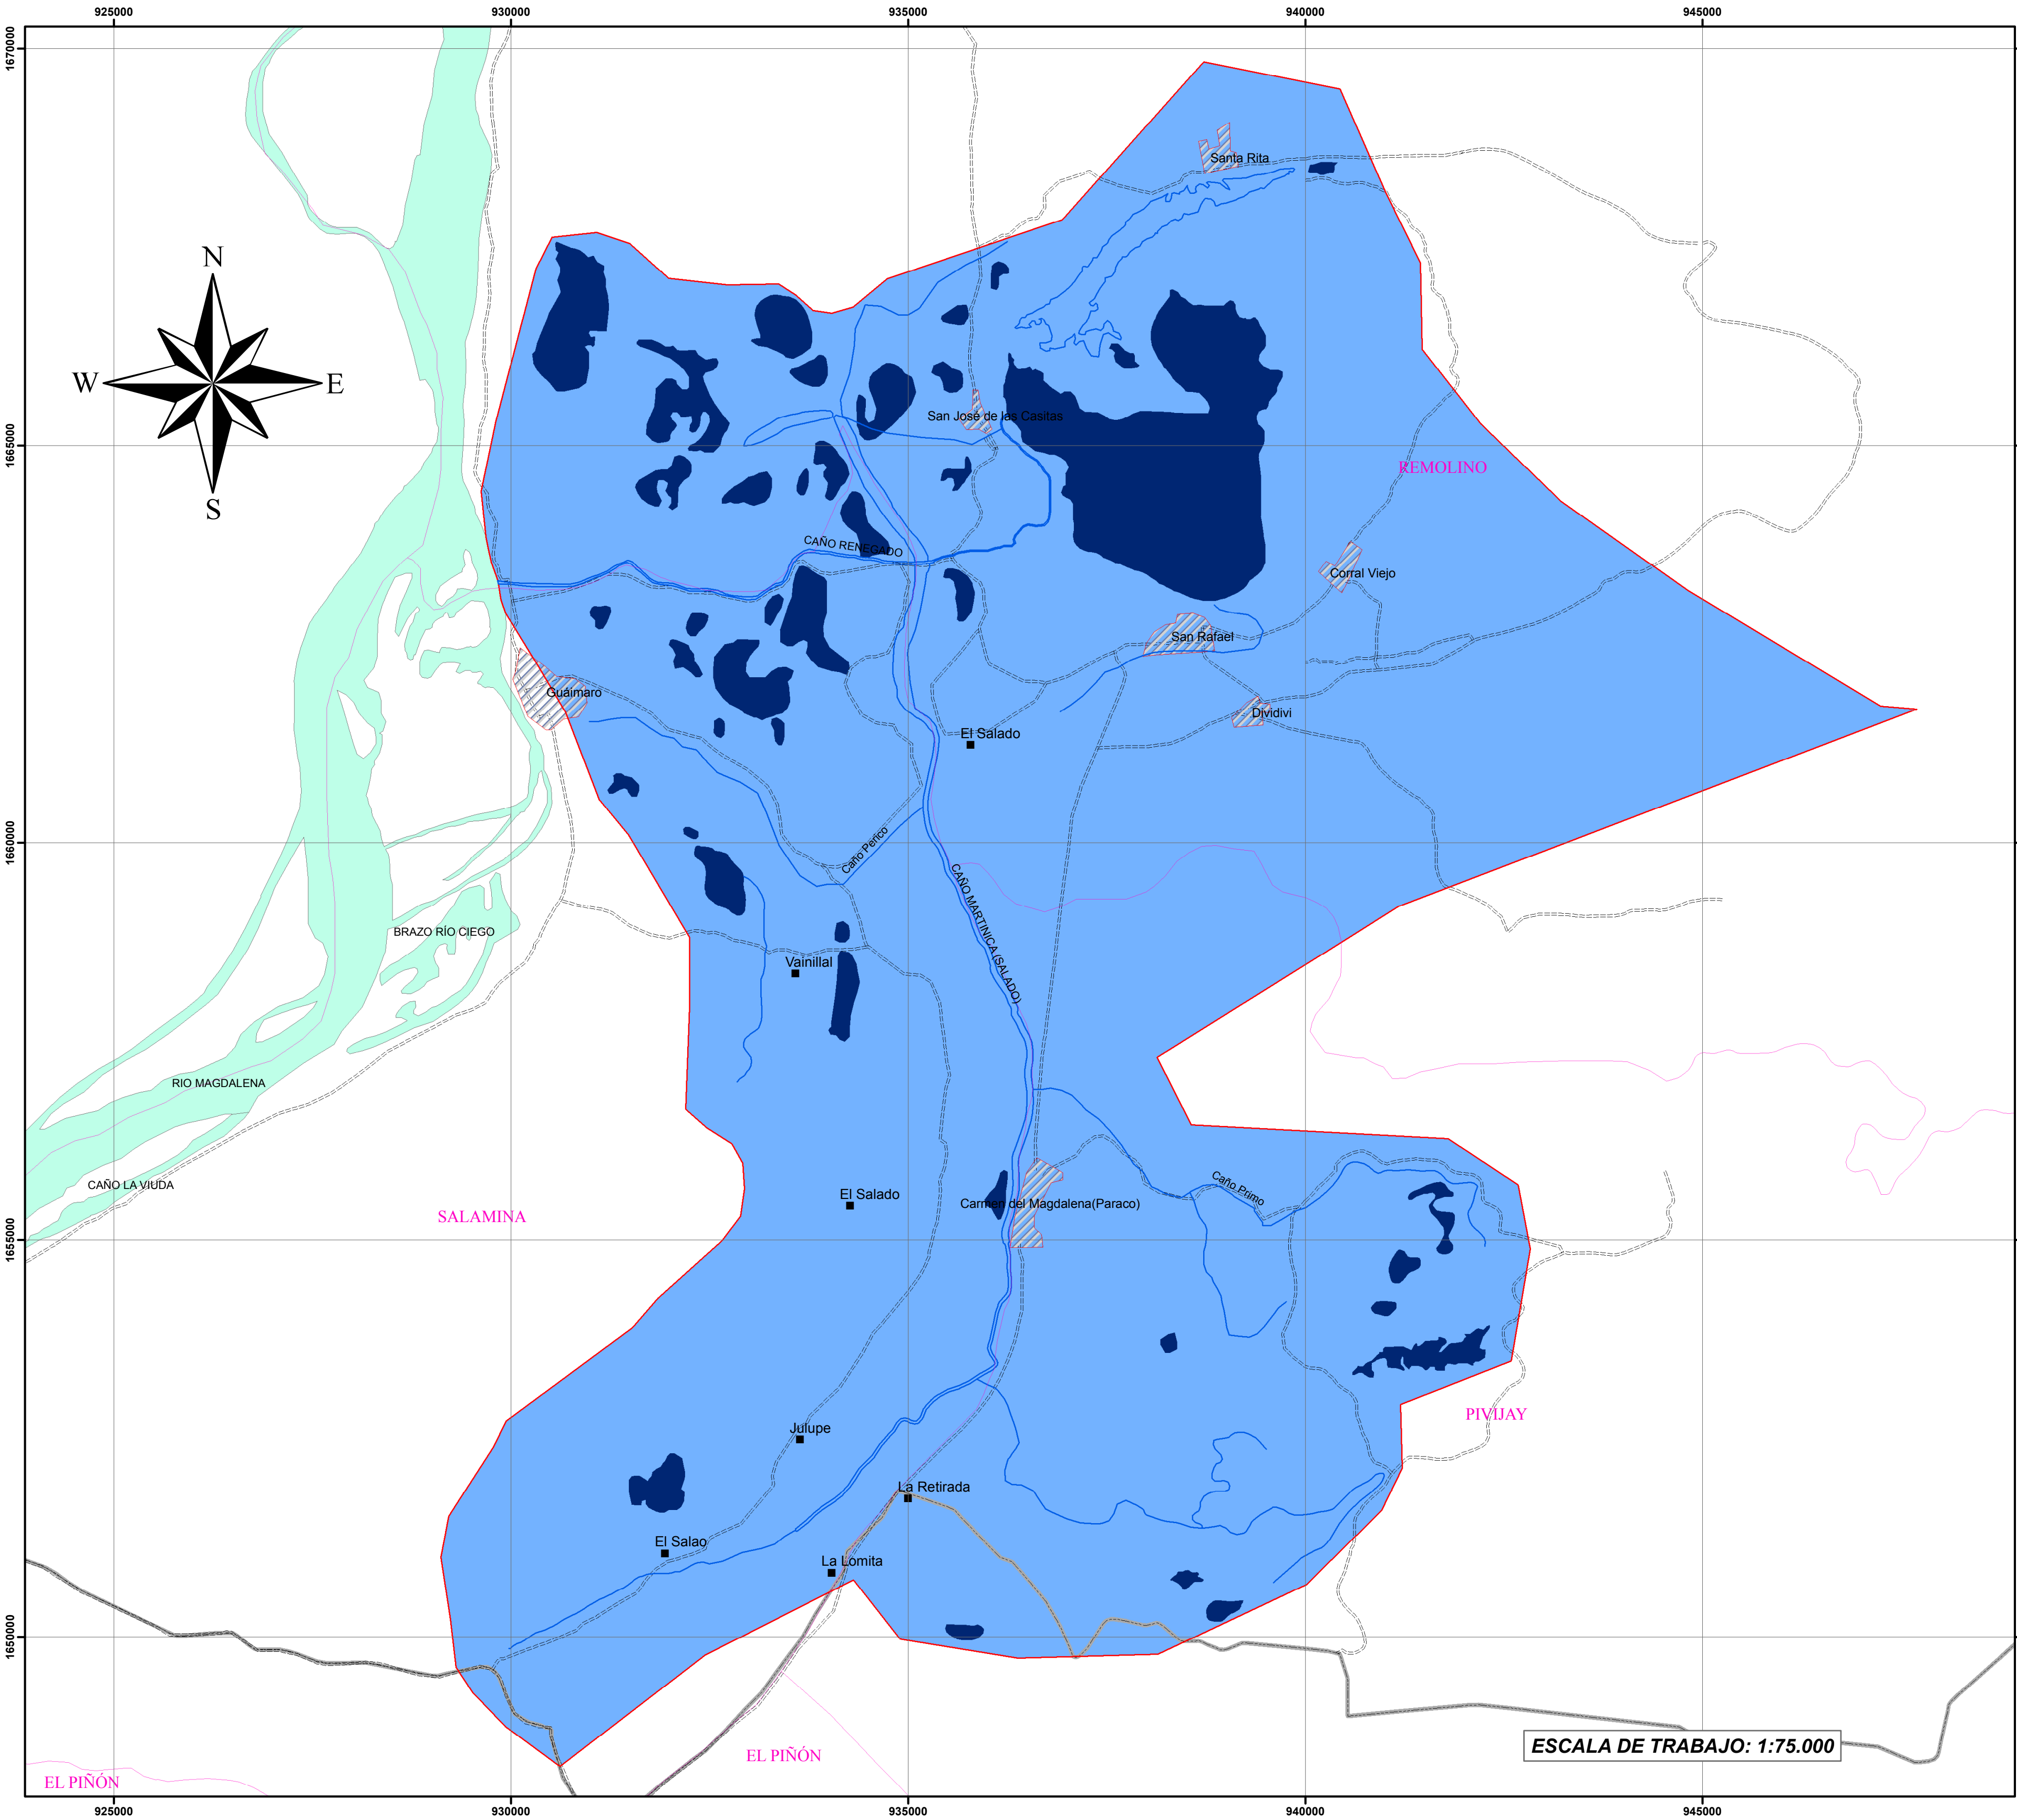 925000
930000
935000
940000
945000
1670000
1665000
1660000
1655000
1650000
N
W
E
S
Santa Rita
San José de las Casitas
REMOLINO
CAÑO RENEGADO
Corral Viejo
San Rafael
Guáimaro
Dividivi
El Salado
Caño Perico
CAÑO MARTINICA (SALADO)
BRAZO RÍO CIEGO
Vainillal
RIO MAGDALENA
CAÑO LA VIUDA
SALAMINA
El Salado
Carmen del Magdalena(Paraco)
Caño Primo
PIVIJAY
Julupe
La Retirada
El Salao
La Lomita
ESCALA DE TRABAJO: 1:75.000
EL PIÑÓN
EL PIÑÓN
925000
930000
935000
940000
945000